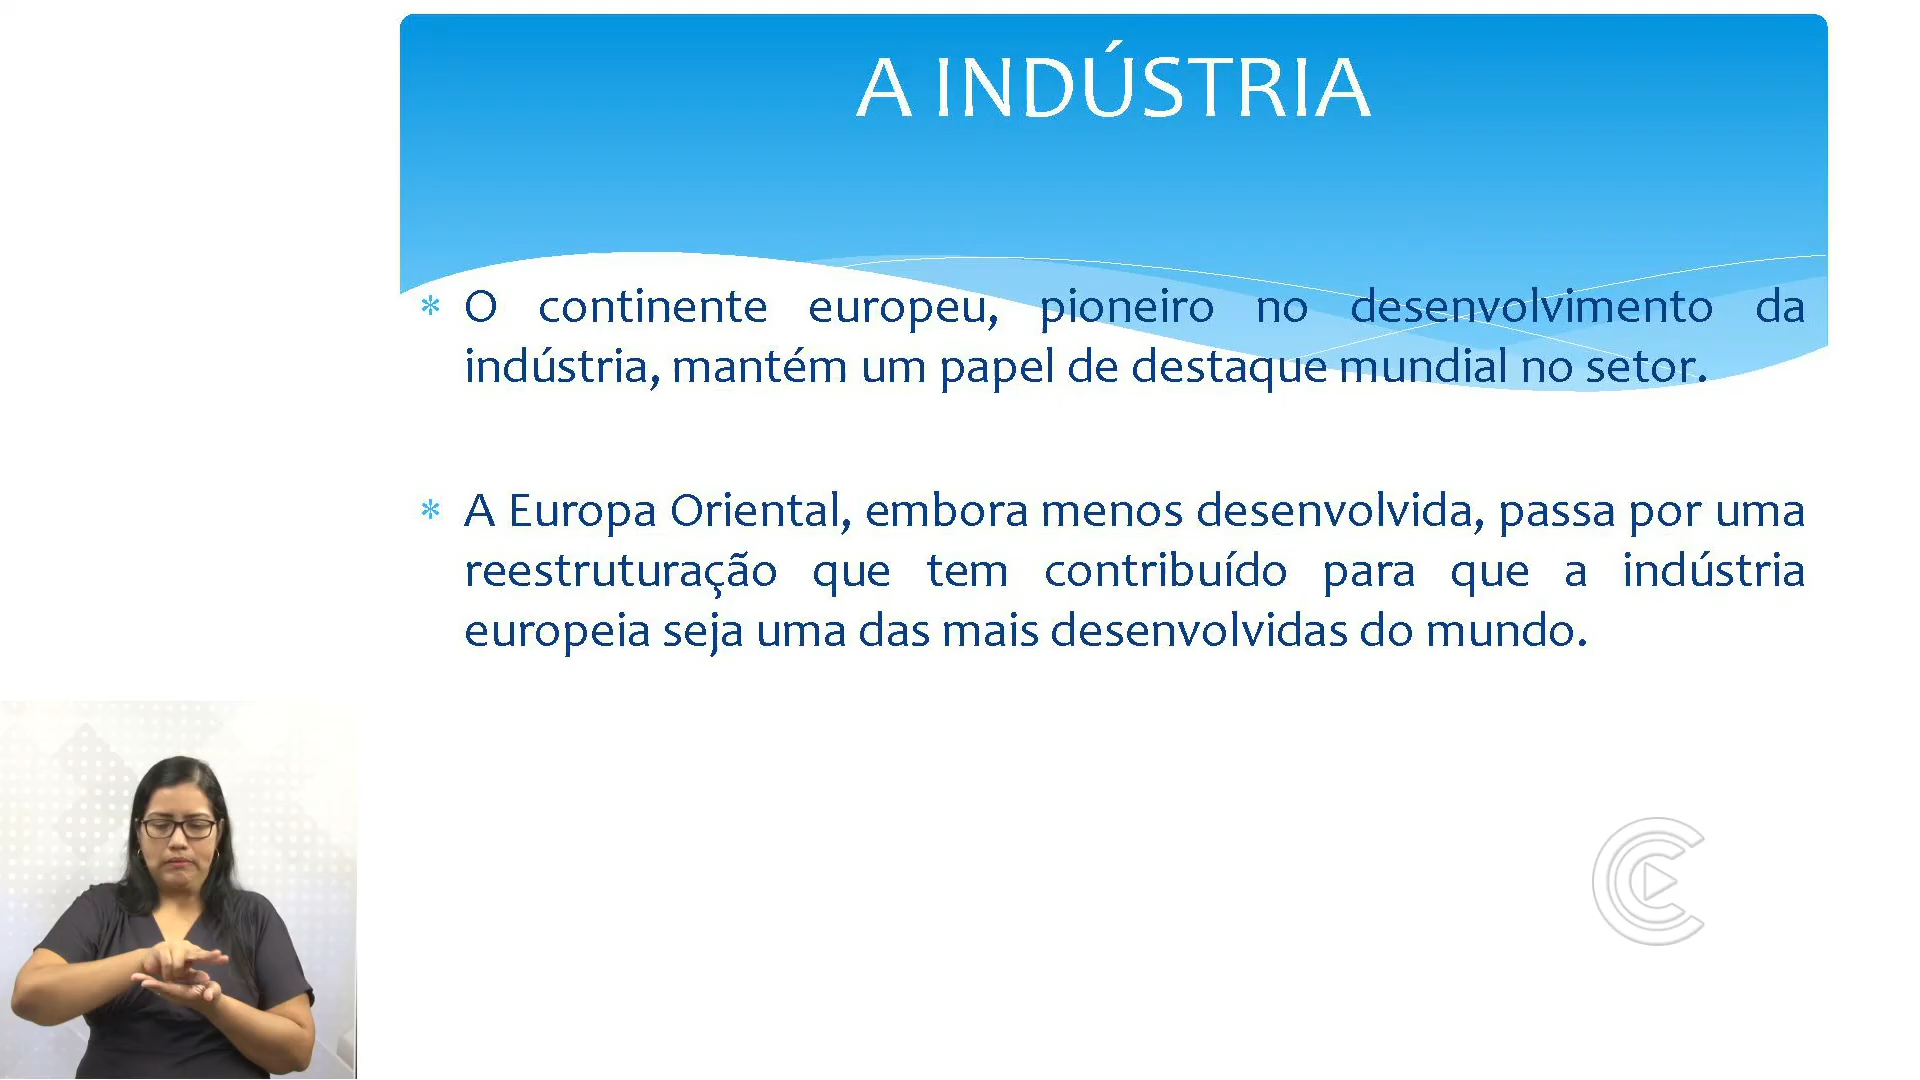 A INDÚSTRIA
* O continente europeu, pioneiro no desenvolvimento da
indústria, mantém um papel de destaque mundial no setor.
* A Europa Oriental, embora menos desenvolvida, passa por uma
reestruturação que tem contribuído para que a indústria
europeia seja uma das mais desenvolvidas do mundo.